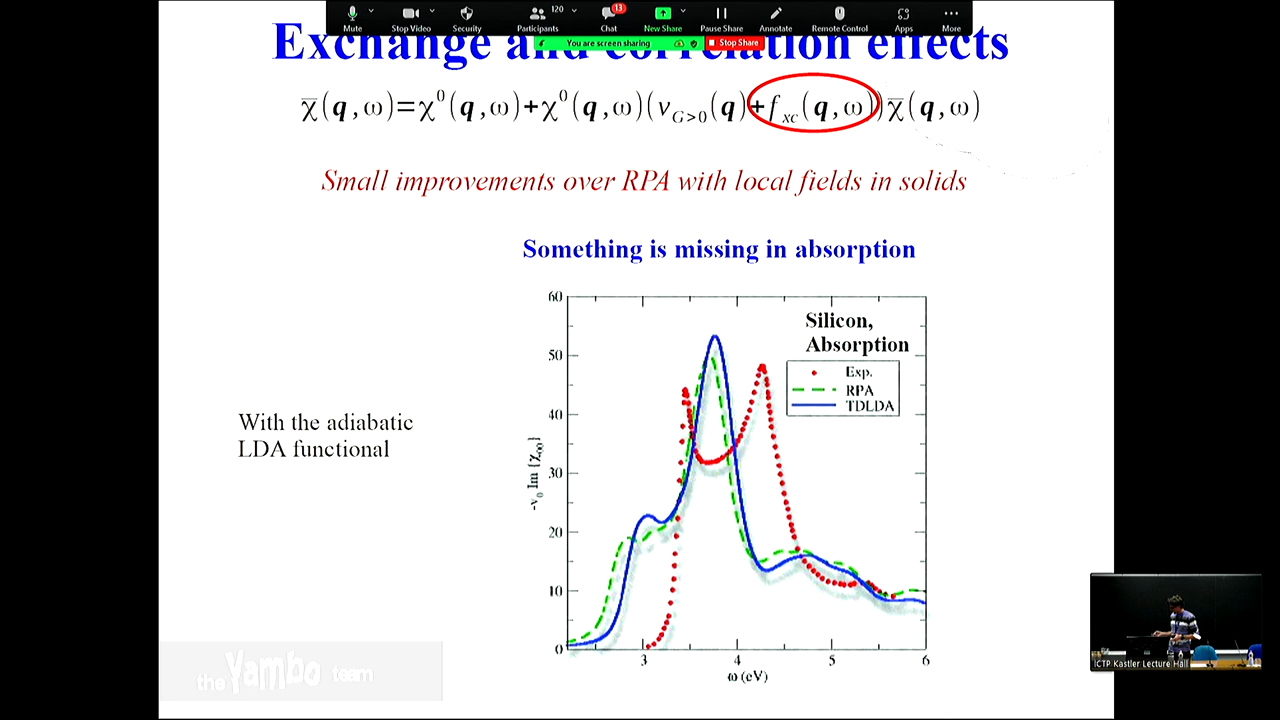 120
13
Mute
Stop Video
Security
Participants
Chat
New Share
Pause Share
Annotate
Remote Control
Apps
More
You are screen sharing
Stop Share
Exchange and correlation effects
χ̅(q,ω)=χ⁰(q,ω)+χ⁰(q,ω)(v_{G>0}(q)+f_{xc}(q,ω))χ̅(q,ω)
Small improvements over RPA with local fields in solids
Something is missing in absorption
With the adiabatic
LDA functional
Silicon,
Absorption
Exp.
RPA
TDLDA
60
50
40
30
20
10
0
-v₀ Im {χ₀₀}
3
4
5
6
ω (eV)
the Yambo team
ICTP Kastler Lecture Hall